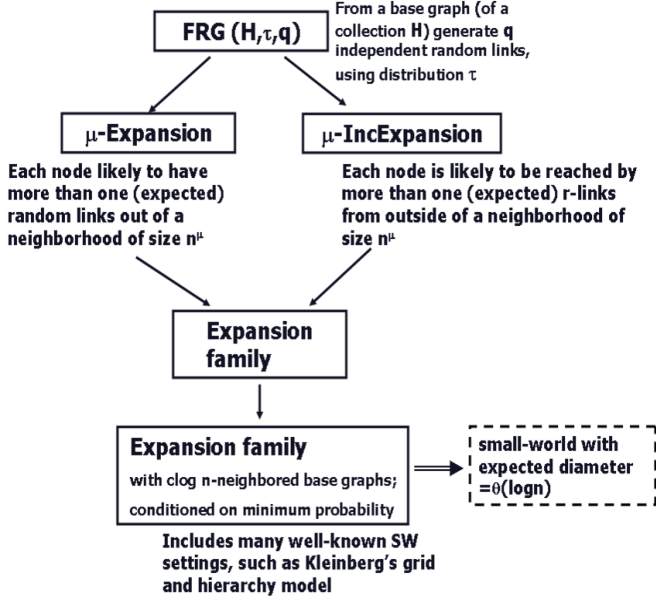 FRG (H,τ,q)
From a base graph (of a
collection H) generate q
independent random links,
using distribution τ
μ-Expansion
μ-IncExpansion
Each node likely to have
more than one (expected)
random links out of a
neighborhood of size n^μ
Each node is likely to be reached by
more than one (expected) r-links
from outside of a neighborhood of
size n^μ
Expansion
family
Expansion family
with clog n-neighbored base graphs;
conditioned on minimum probability
small-world with
expected diameter
=θ(logn)
Includes many well-known SW
settings, such as Kleinberg's grid
and hierarchy model